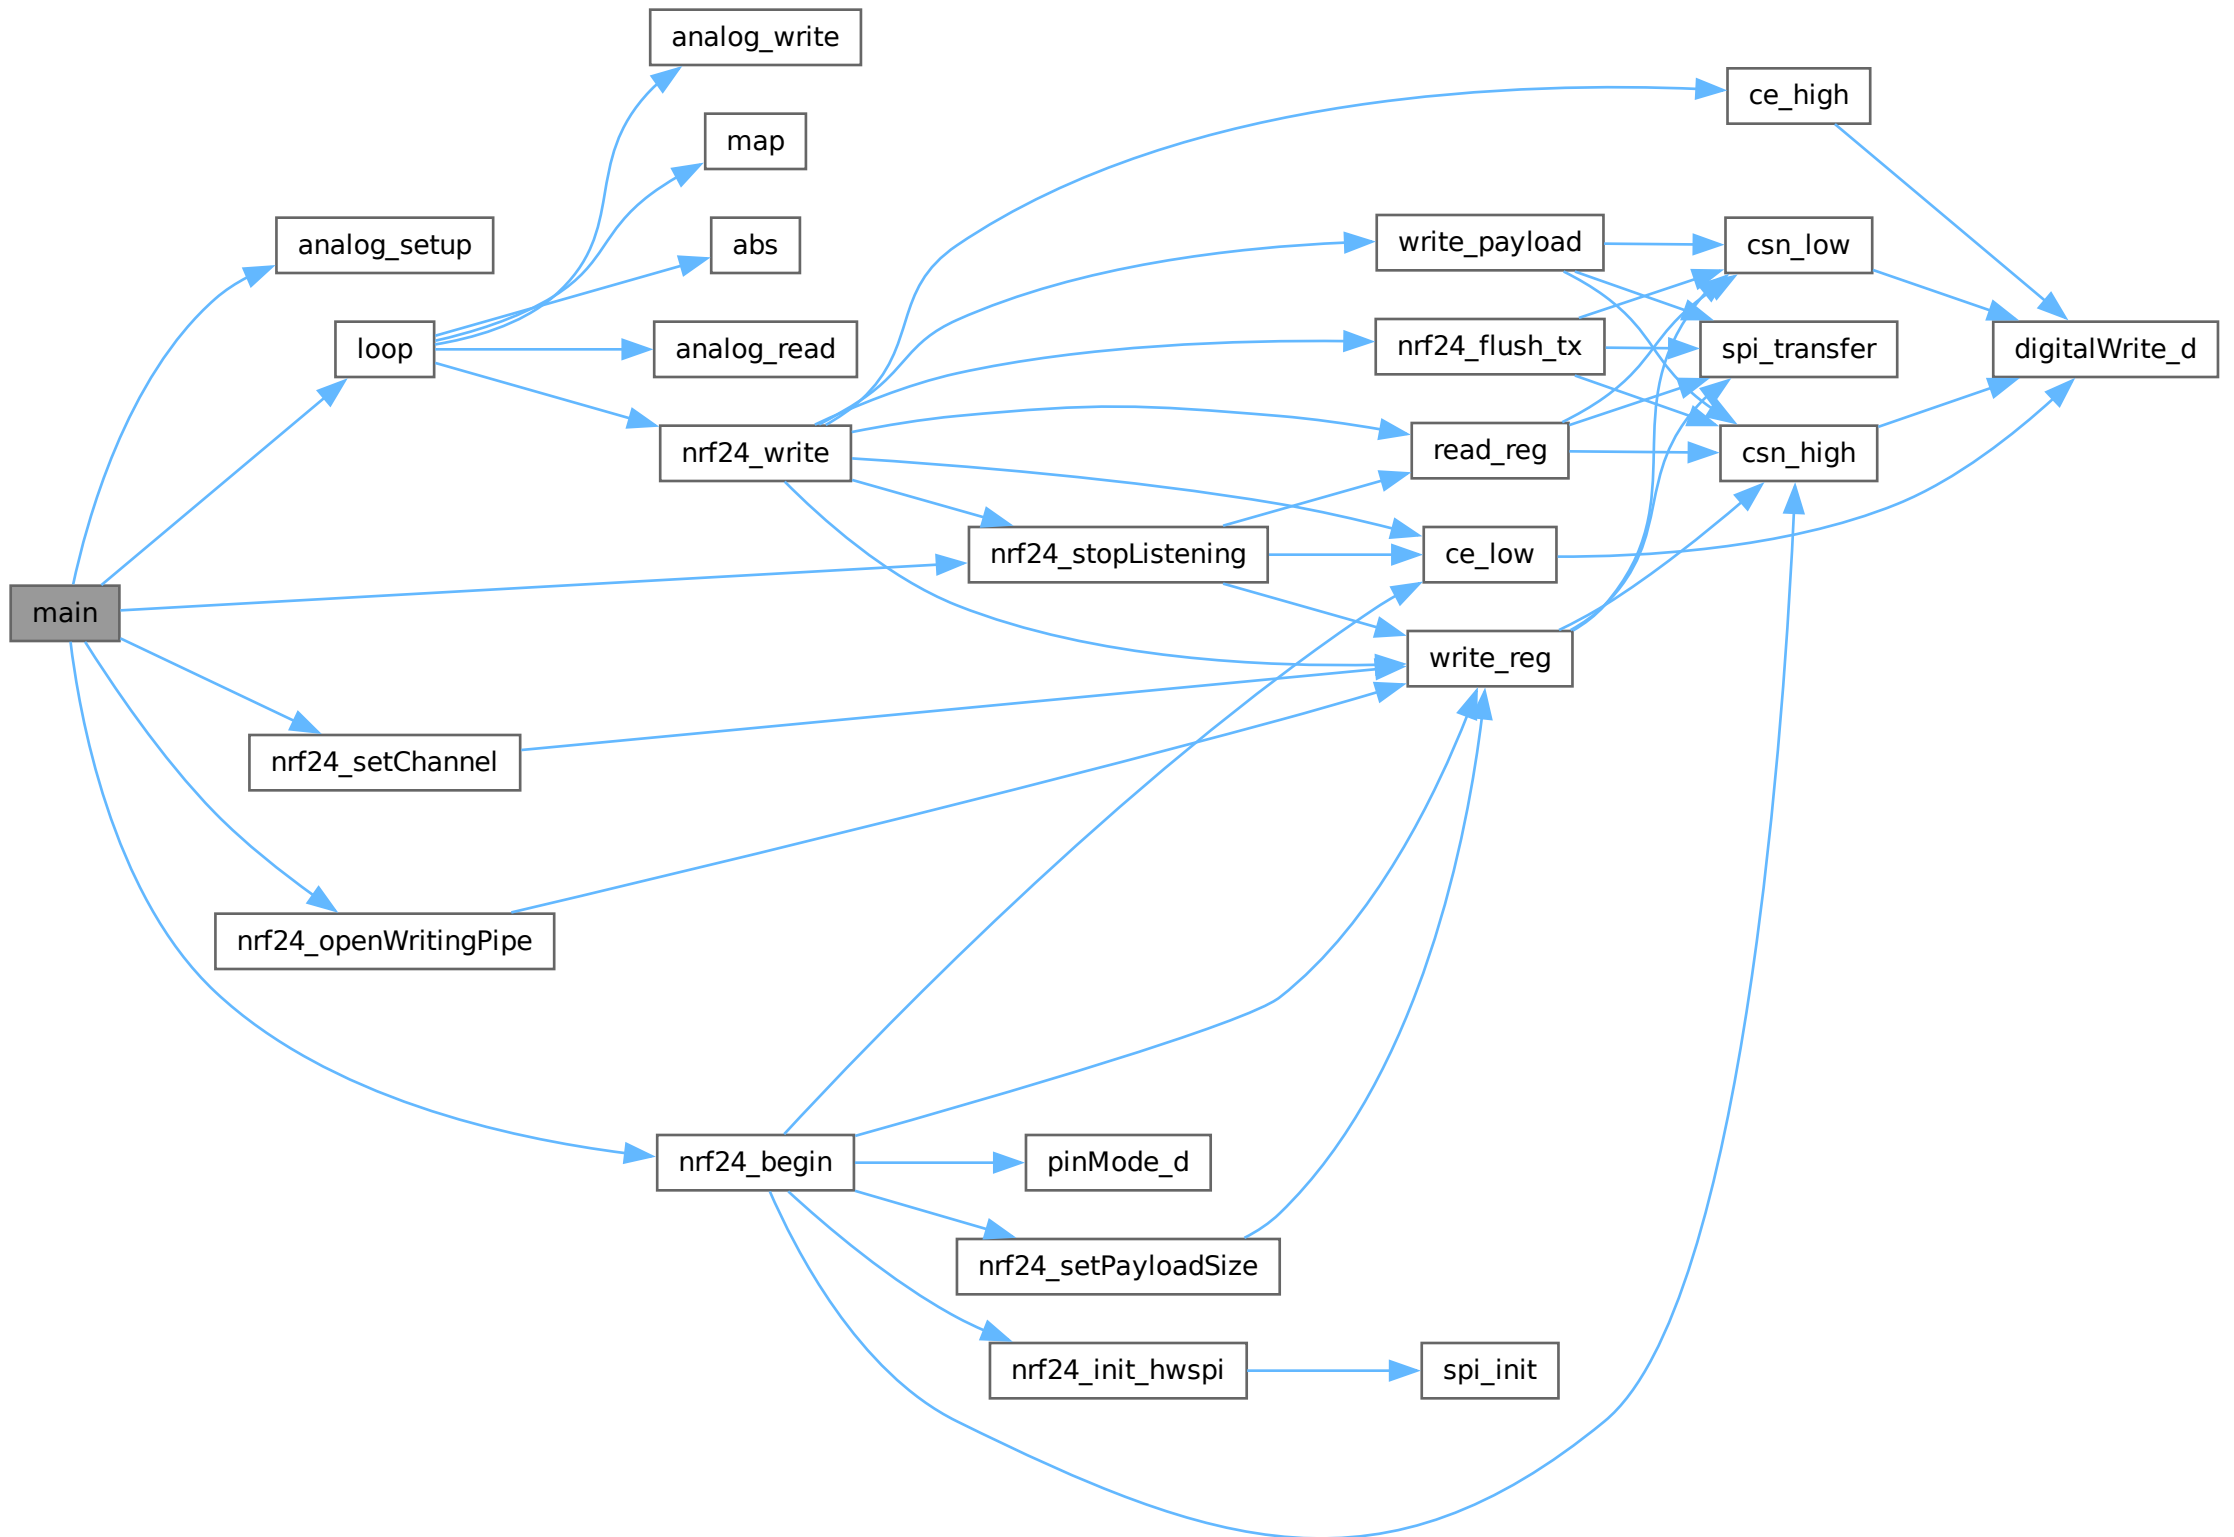 main
analog_setup
loop
nrf24_setChannel
nrf24_openWritingPipe
analog_write
map
abs
analog_read
nrf24_write
nrf24_begin
nrf24_stopListening
pinMode_d
nrf24_setPayloadSize
nrf24_init_hwspi
write_payload
nrf24_flush_tx
read_reg
ce_low
write_reg
spi_init
ce_high
csn_low
spi_transfer
csn_high
digitalWrite_d